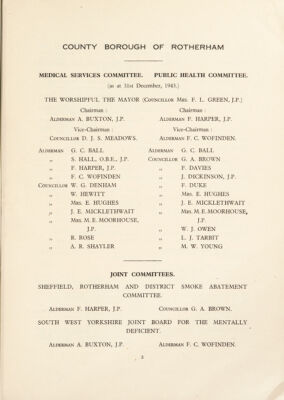 COUNTY BOROUGH OF ROTHERHAM
MEDICAL SERVICES COMMITTEE. PUBLIC HEALTH COMMITTEE.
(as at 31st December, 1943.)
THE WORSHIPFUL THE MAYOR (COUNCILLOR MRS. F. L. GREEN, J.P.)
Chairman : Chairman :
ALDERMAN A. BUXTON, J.P. ALDERMAN F. HARPER, J.P.
Vice-Chairman : Vice-Chairman :
COUNCILLOR D. J. S. MEADOWS. ALDERMAN F. C. WOFINDEN.
ALDERMAN G. C. BALL ALDERMAN G. C. BALL
„ S. HALL, O.B.E., J.P. COUNCILLOR G. A. BROWN
„ F. HARPER, J.P. „ F. DAVIES
„ F. C. WOFINDEN „ J. DICKINSON, J.P.
COUNCILLOR W. G. DENHAM „ F. DUKE
„ W. HEWITT „ MRS. E. HUGHES
„ MRS. E. HUGHES „ J. E. MICKLETHWAIT
„ J. E. MICKLETHWAIT „ MRS. M. E. MOORHOUSE,
„ MRS. M. E. MOORHOUSE, J.P.
J.P. „ W. J. OWEN
„ R. ROSE „ L. J. TARBIT
„ A. R. SHAYLER „ M. W. YOUNG
JOINT COMMITTEES.
SHEFFIELD, ROTHERHAM AND DISTRICT SMOKE ABATEMENT
COMMITTEE.
ALDERMAN F. HARPER, J.P. COUNCILLOR G. A. BROWN.
SOUTH WEST YORKSHIRE JOINT BOARD FOR THE MENTALLY
DEFICIENT.
ALDERMAN A. BUXTON, J.P. ALDERMAN F. C. WOFINDEN.